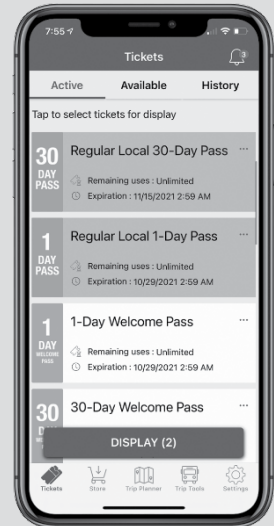 7:55
Tickets
3
Active Available History
Tap to select tickets for display
30 DAY PASS
Regular Local 30-Day Pass ...
Remaining uses : Unlimited
Expiration : 11/15/2021 2:59 AM
1 DAY PASS
Regular Local 1-Day Pass ...
Remaining uses : Unlimited
Expiration : 10/29/2021 2:59 AM
1 DAY WELCOME PASS
1-Day Welcome Pass ...
Remaining uses : Unlimited
Expiration : 10/29/2021 2:59 AM
30
30-Day Welcome Pass ...
DISPLAY (2)
Tickets Store Trip Planner Trip Tools Settings